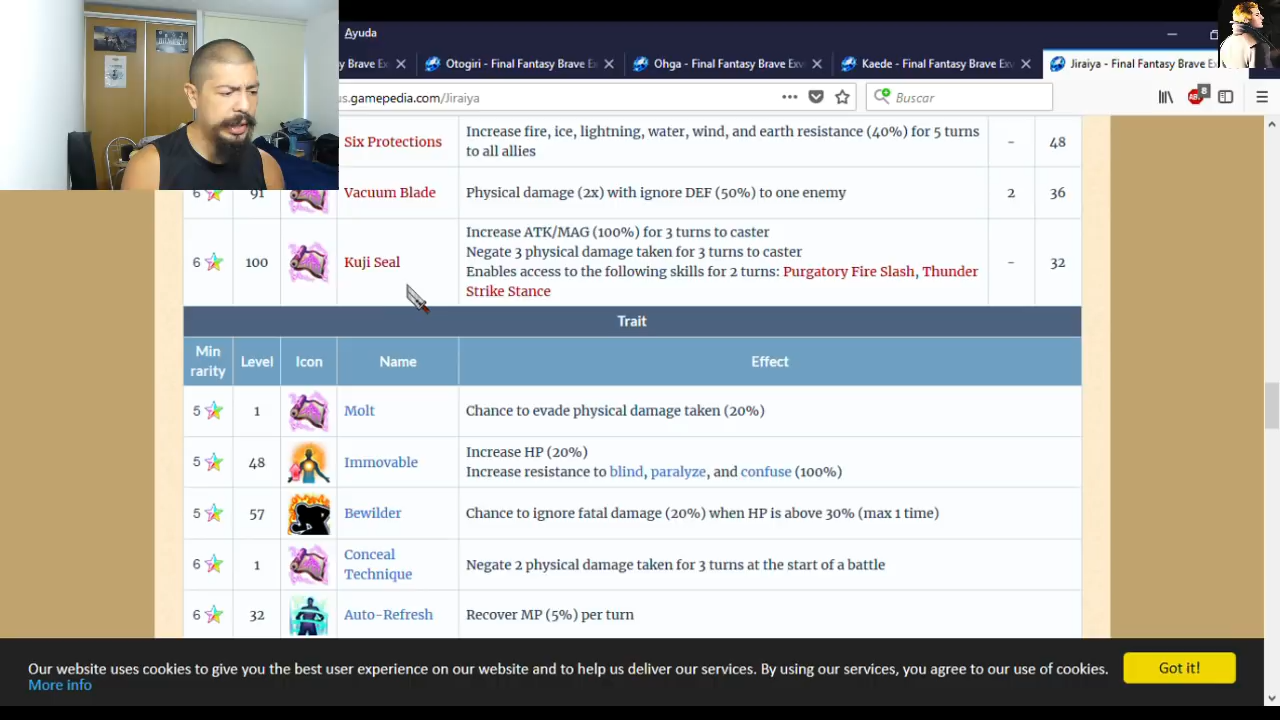 Ayuda
y Brave Ex
Otogiri - Final Fantasy Brave Ex
Ohga - Final Fantasy Brave Exv
Kaede - Final Fantasy Brave Exv
Jiraiya - Final Fantasy Brave Ex
us.gamepedia.com/Jiraiya
Buscar
8
Six Protections
Increase fire, ice, lightning, water, wind, and earth resistance (40%) for 5 turns
to all allies
-
48
6
91
Vacuum Blade
Physical damage (2x) with ignore DEF (50%) to one enemy
2
36
6
100
Kuji Seal
Increase ATK/MAG (100%) for 3 turns to caster
Negate 3 physical damage taken for 3 turns to caster
Enables access to the following skills for 2 turns: Purgatory Fire Slash, Thunder
Strike Stance
-
32
Trait
Min
rarity
Level
Icon
Name
Effect
5
1
Molt
Chance to evade physical damage taken (20%)
5
48
Immovable
Increase HP (20%)
Increase resistance to blind, paralyze, and confuse (100%)
5
57
Bewilder
Chance to ignore fatal damage (20%) when HP is above 30% (max 1 time)
6
1
Conceal
Technique
Negate 2 physical damage taken for 3 turns at the start of a battle
6
32
Auto-Refresh
Recover MP (5%) per turn
Our website uses cookies to give you the best user experience on our website and to help us deliver our services. By using our services, you agree to our use of cookies.
More info
Got it!